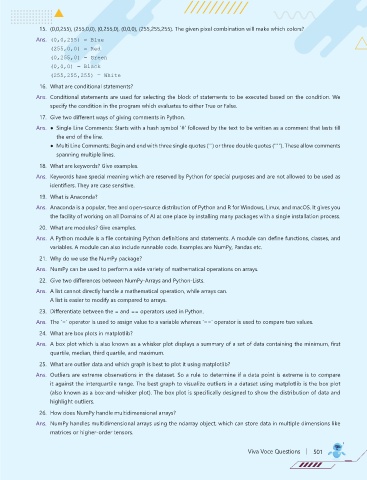 15. (0,0,255), (255,0,0), (0,255,0), (0,0,0), (255,255,255). The given pixel combination will make which colors?
Ans. (0,0,255) = Blue
(255,0,0) = Red
(0,255,0) = Green
(0,0,0) = Black
(255,255,255) = White
16. What are conditional statements?
Ans. Conditional statements are used for selecting the block of statements to be executed based on the condition. We
specify the condition in the program which evaluates to either True or False.
17. Give two different ways of giving comments in Python.
Ans. • Single Line Comments: Starts with a hash symbol '#' followed by the text to be written as a comment that lasts till
the end of the line.
• Multi Line Comments: Begin and end with three single quotes (''') or three double quotes ("""). These allow comments
spanning multiple lines.
18. What are keywords? Give examples.
Ans. Keywords have special meaning which are reserved by Python for special purposes and are not allowed to be used as
identifiers. They are case sensitive.
19. What is Anaconda?
Ans. Anaconda is a popular, free and open-source distribution of Python and R for Windows, Linux, and macOS. It gives you
the facility of working on all Domains of AI at one place by installing many packages with a single installation process.
20. What are modules? Give examples.
Ans. A Python module is a file containing Python definitions and statements. A module can define functions, classes, and
variables. A module can also include runnable code. Examples are NumPy, Pandas etc.
21. Why do we use the NumPy package?
Ans. NumPy can be used to perform a wide variety of mathematical operations on arrays.
22. Give two differences between NumPy-Arrays and Python-Lists.
Ans. A list cannot directly handle a mathematical operation, while arrays can.
A list is easier to modify as compared to arrays.
23. Differentiate between the = and == operators used in Python.
Ans. The '=' operator is used to assign value to a variable whereas '==' operator is used to compare two values.
24. What are box plots in matplotlib?
Ans. A box plot which is also known as a whisker plot displays a summary of a set of data containing the minimum, first
quartile, median, third quartile, and maximum.
25. What are outlier data and which graph is best to plot it using matplotlib?
Ans. Outliers are extreme observations in the dataset. So a rule to determine if a data point is extreme is to compare
it against the interquartile range. The best graph to visualize outliers in a dataset using matplotlib is the box plot
(also known as a box-and-whisker plot). The box plot is specifically designed to show the distribution of data and
highlight outliers.
26. How does NumPy handle multidimensional arrays?
Ans. NumPy handles multidimensional arrays using the ndarray object, which can store data in multiple dimensions like
matrices or higher-order tensors.
Viva Voce Questions | 501